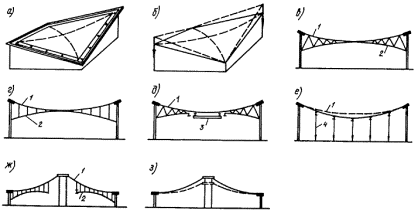 а) б) в)
1 2
г) д) е)
1 2 1 3 1 4
ж) з)
1 2